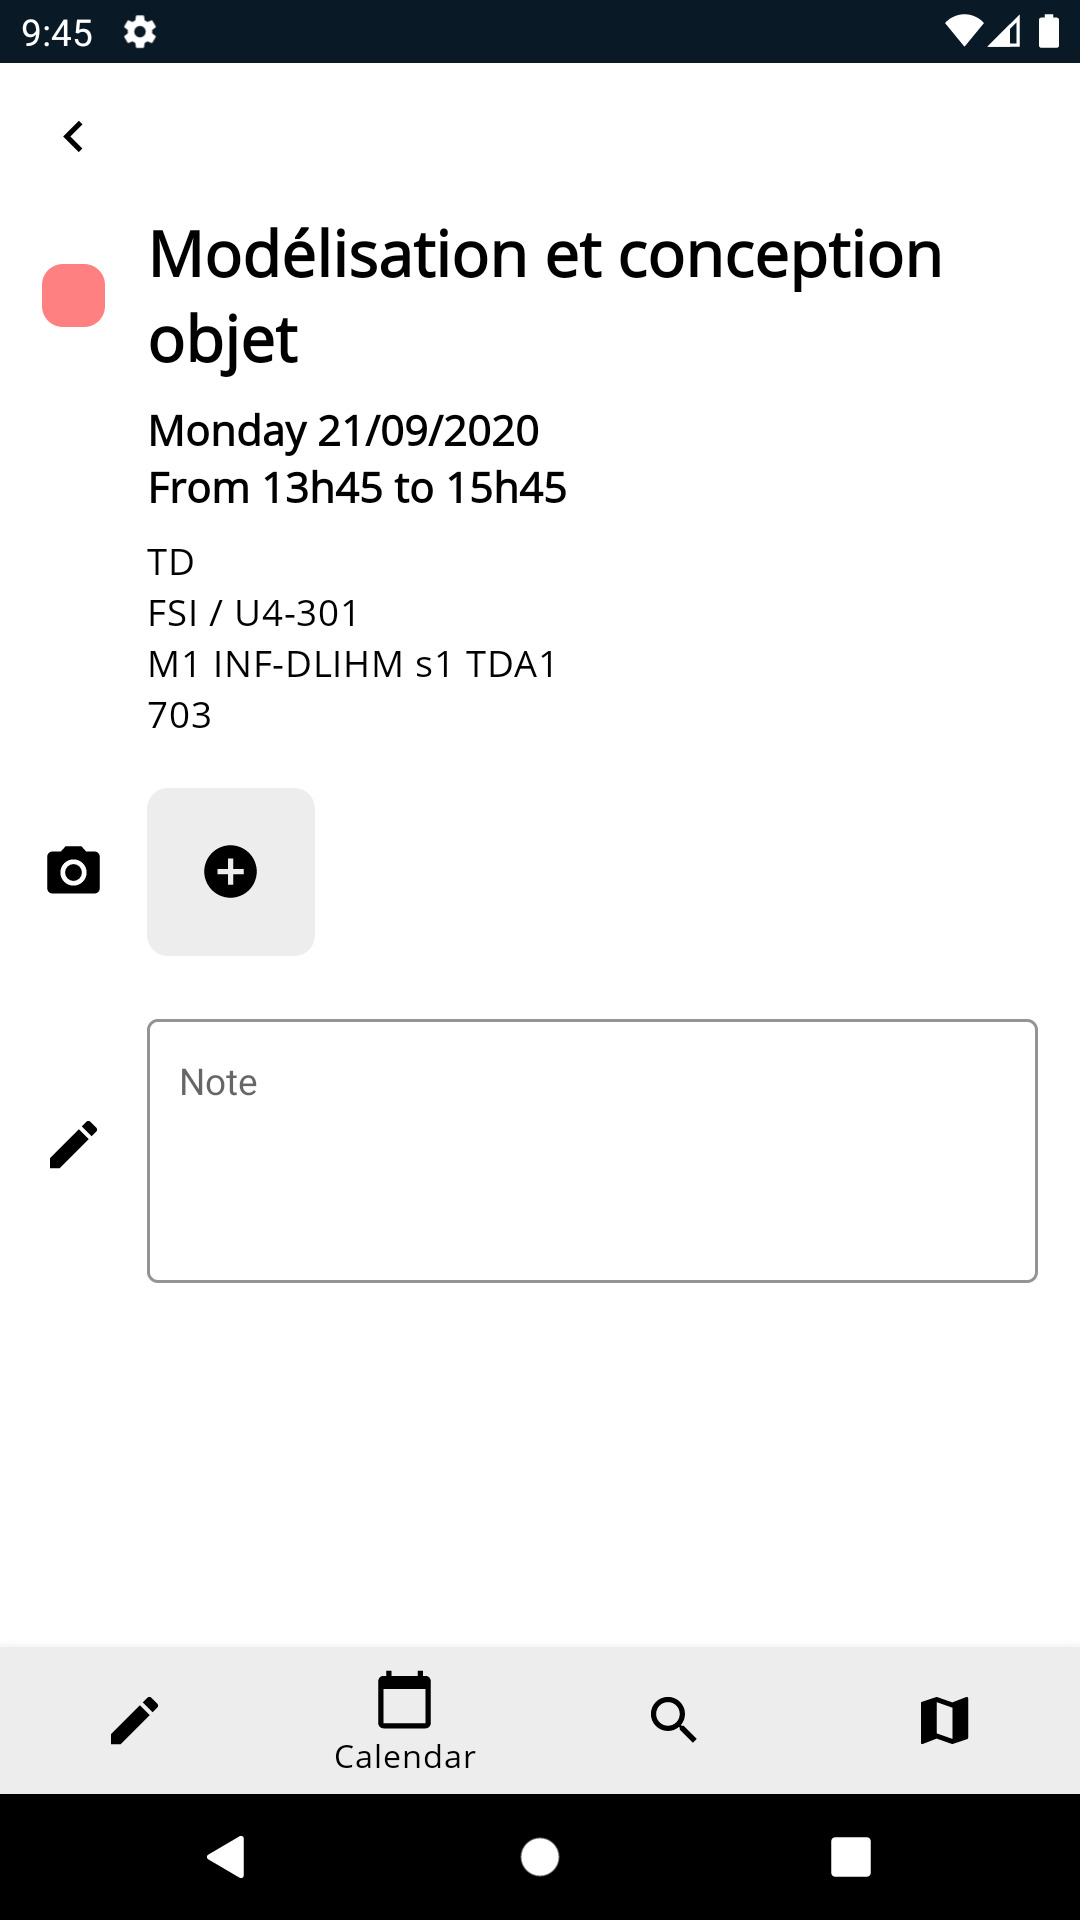 9:45
Modélisation et conception
objet
Monday 21/09/2020
From 13h45 to 15h45
TD
FSI / U4-301
M1 INF-DLIHM s1 TDA1
703
Note
Calendar